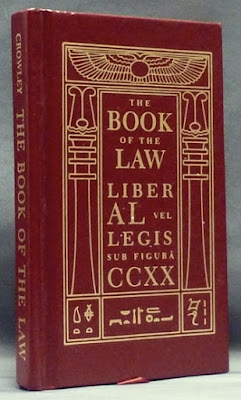 CROWLEY THE BOOK OF THE LAW
THE
BOOK
OF THE
LAW
LIBER
AL VEL
LEGIS
SUB FIGURÂ
CCXX